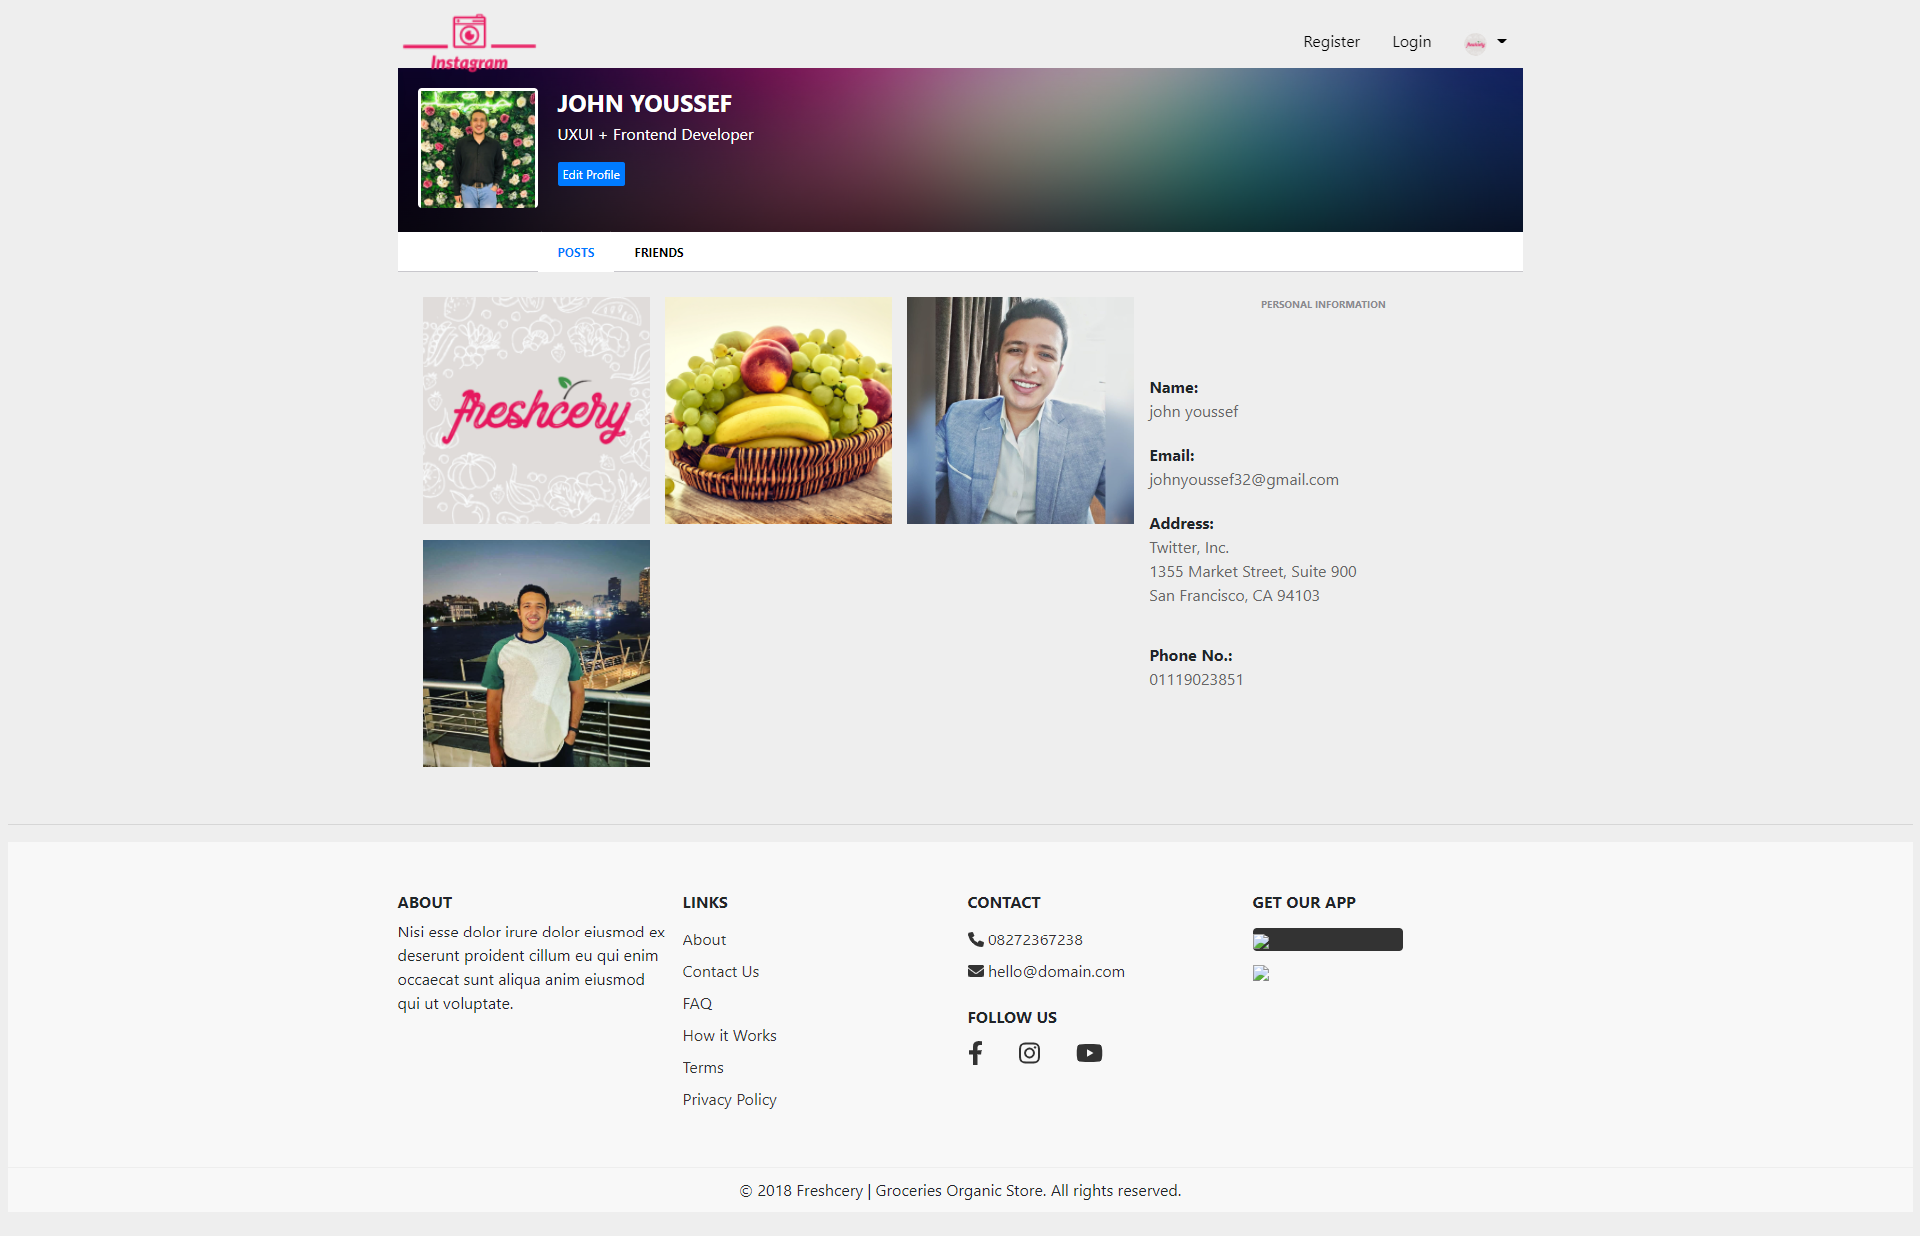 Instagram
Register
Login
JOHN YOUSSEF
UXUI + Frontend Developer
Edit Profile
POSTS
FRIENDS
freshcery
PERSONAL INFORMATION
Name:
john youssef
Email:
johnyoussef32@gmail.com
Address:
Twitter, Inc.
1355 Market Street, Suite 900
San Francisco, CA 94103
Phone No.:
01119023851
ABOUT
Nisi esse dolor irure dolor eiusmod ex
deserunt proident cillum eu qui enim
occaecat sunt aliqua anim eiusmod
qui ut voluptate.
LINKS
About
Contact Us
FAQ
How it Works
Terms
Privacy Policy
CONTACT
08272367238
hello@domain.com
FOLLOW US
GET OUR APP
© 2018 Freshcery | Groceries Organic Store. All rights reserved.